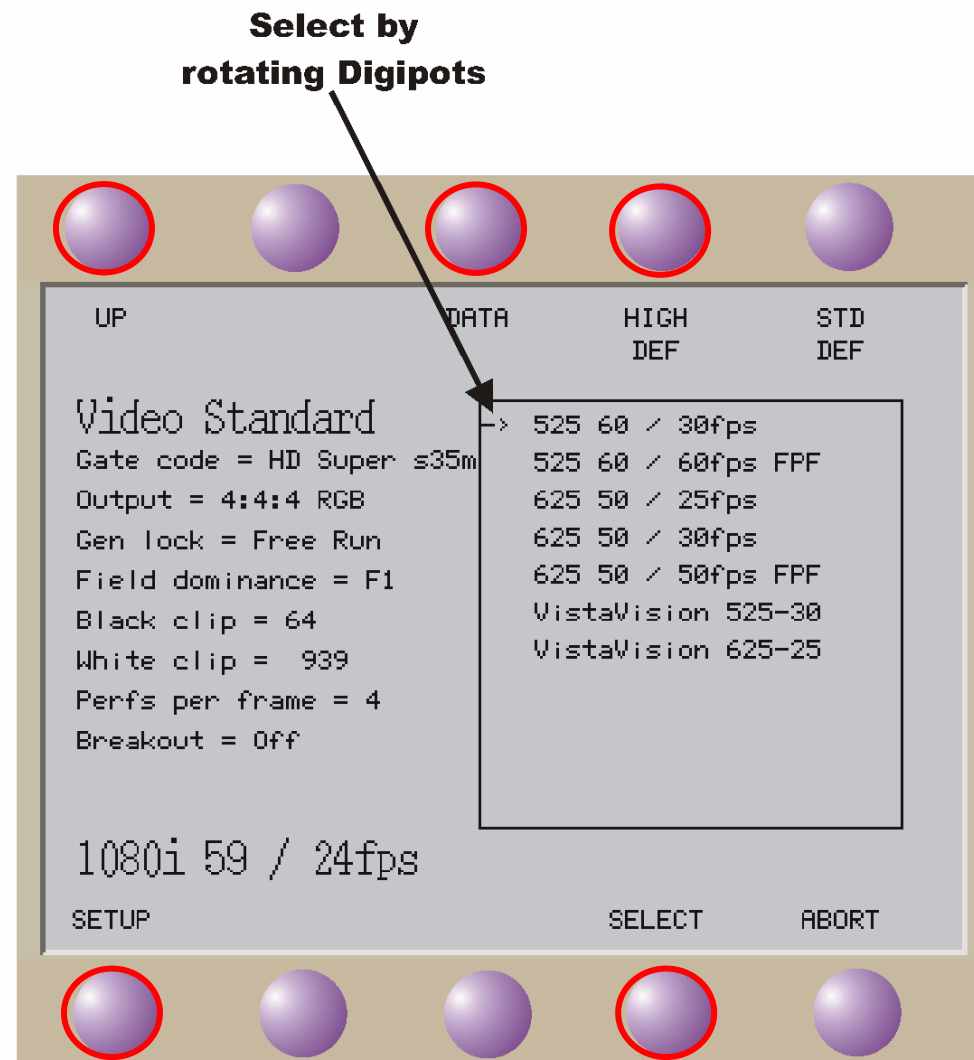 Select by
rotating Digipots
UP DATA HIGH STD
DEF DEF
Video Standard
Gate code = HD Super s35m
Output = 4:4:4 RGB
Gen lock = Free Run
Field dominance = F1
Black clip = 64
White clip = 939
Perfs per frame = 4
Breakout = Off
-> 525 60 / 30fps
525 60 / 60fps FPF
625 50 / 25fps
625 50 / 30fps
625 50 / 50fps FPF
VistaVision 525-30
VistaVision 625-25
1080i 59 / 24fps
SETUP SELECT ABORT